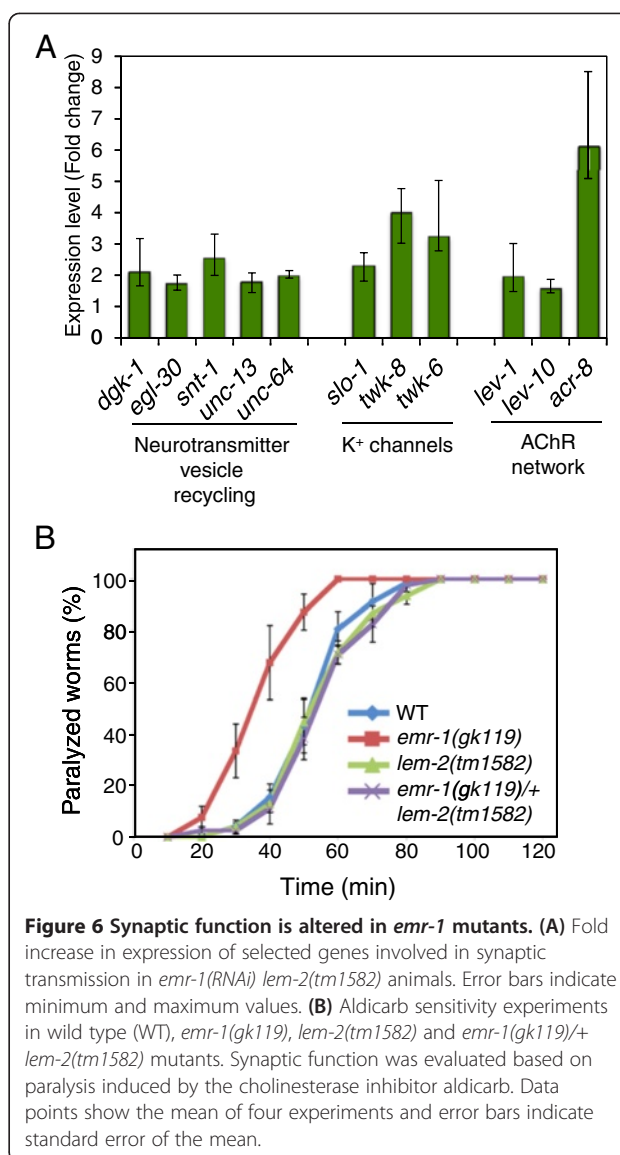 A
Expression level (Fold change)
9
8
7
6
5
4
3
2
1
0
dgk-1
egl-30
snt-1
unc-13
unc-64
slo-1
twk-8
twk-6
lev-1
lev-10
acr-8
Neurotransmitter
vesicle
recycling
K+ channels
AChR
network
B
Paralyzed worms (%)
100
80
60
40
20
0
WT
emr-1(gk119)
lem-2(tm1582)
emr-1(gk119)/+
lem-2(tm1582)
0 20 40 60 80 100 120
Time (min)
Figure 6 Synaptic function is altered in emr-1 mutants. (A) Fold
increase in expression of selected genes involved in synaptic
transmission in emr-1(RNAi) lem-2(tm1582) animals. Error bars indicate
minimum and maximum values. (B) Aldicarb sensitivity experiments
in wild type (WT), emr-1(gk119), lem-2(tm1582) and emr-1(gk119)/+
lem-2(tm1582) mutants. Synaptic function was evaluated based on
paralysis induced by the cholinesterase inhibitor aldicarb. Data
points show the mean of four experiments and error bars indicate
standard error of the mean.